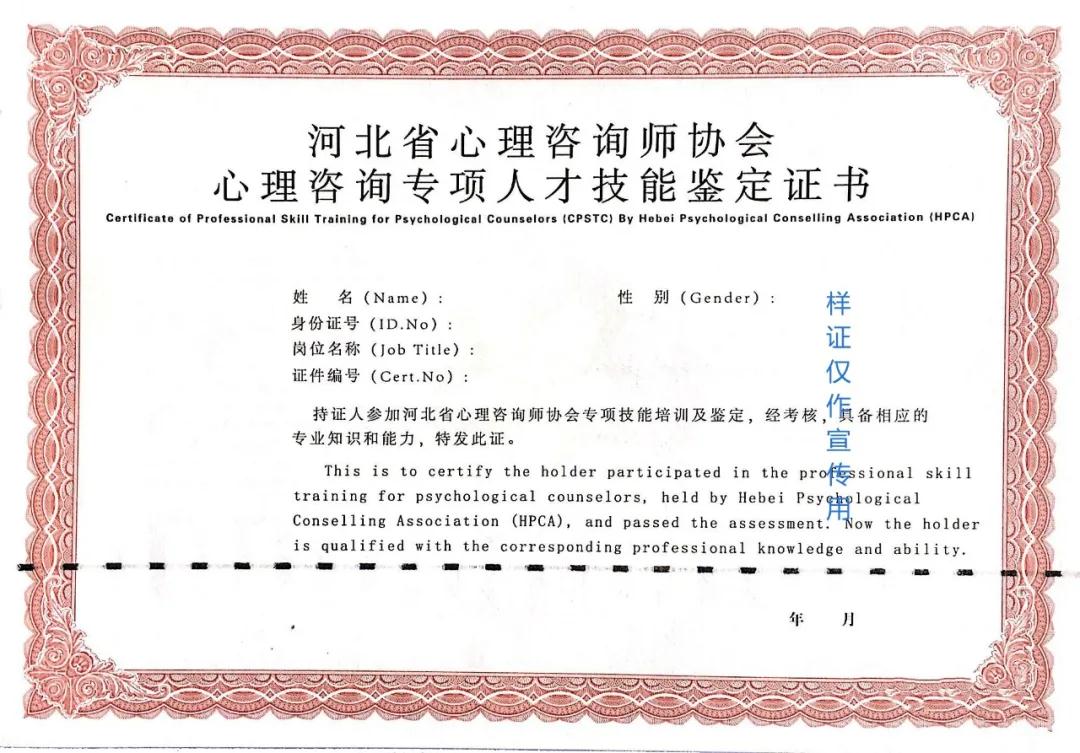 河北省心理咨询师协会
心理咨询专项人才技能鉴定证书
Certificate of Professional Skill Training for Psychological Counselors (CPSTC) By Hebei Psychological Conselling Association (HPCA)
姓 名 (Name) : 性 别 (Gender) :
身份证号 (ID.No) :
岗位名称 (Job Title) :
证件编号 (Cert.No) :
样证仅作宣传用
持证人参加河北省心理咨询师协会专项技能培训及鉴定，经考核，具备相应的
专业知识和能力，特发此证。
This is to certify the holder participated in the professional skill
training for psychological counselors, held by Hebei Psychological
Conselling Association (HPCA), and passed the assessment. Now the holder
is qualified with the corresponding professional knowledge and ability.
年 月